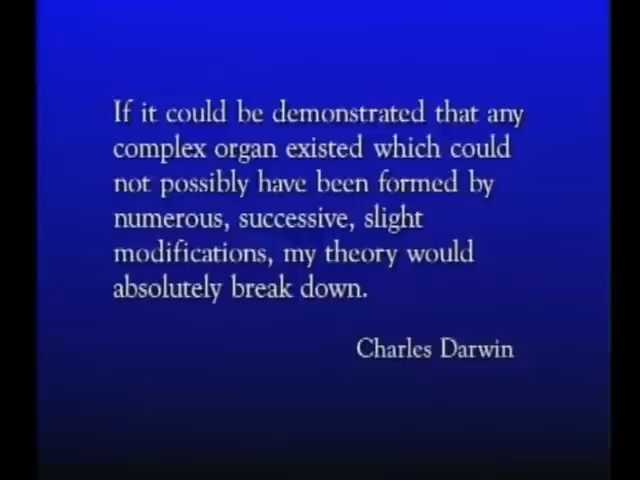 If it could be demonstrated that any
complex organ existed which could
not possibly have been formed by
numerous, successive, slight
modifications, my theory would
absolutely break down.
Charles Darwin